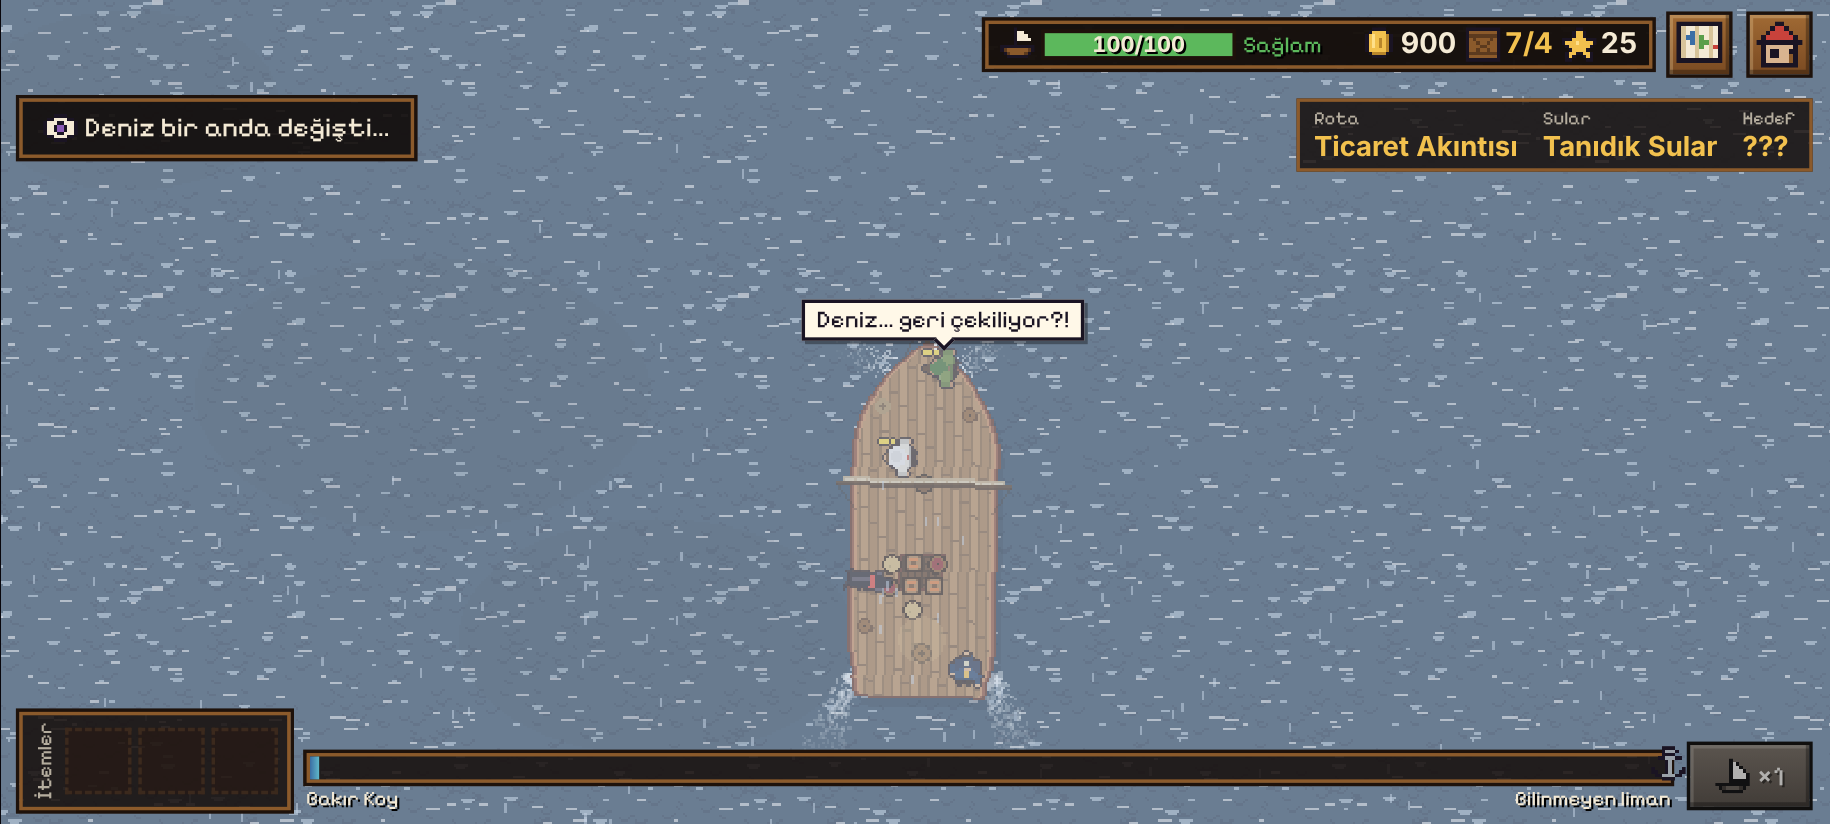 100/100 Sağlam 900 7/4 25
Deniz bir anda değişti...
Rota Sular Hedef
Ticaret Akıntısı Tanıdık Sular ???
Deniz... geri çekiliyor?!
İtemler
Bakır Koy
Bilinmeyen liman
×1